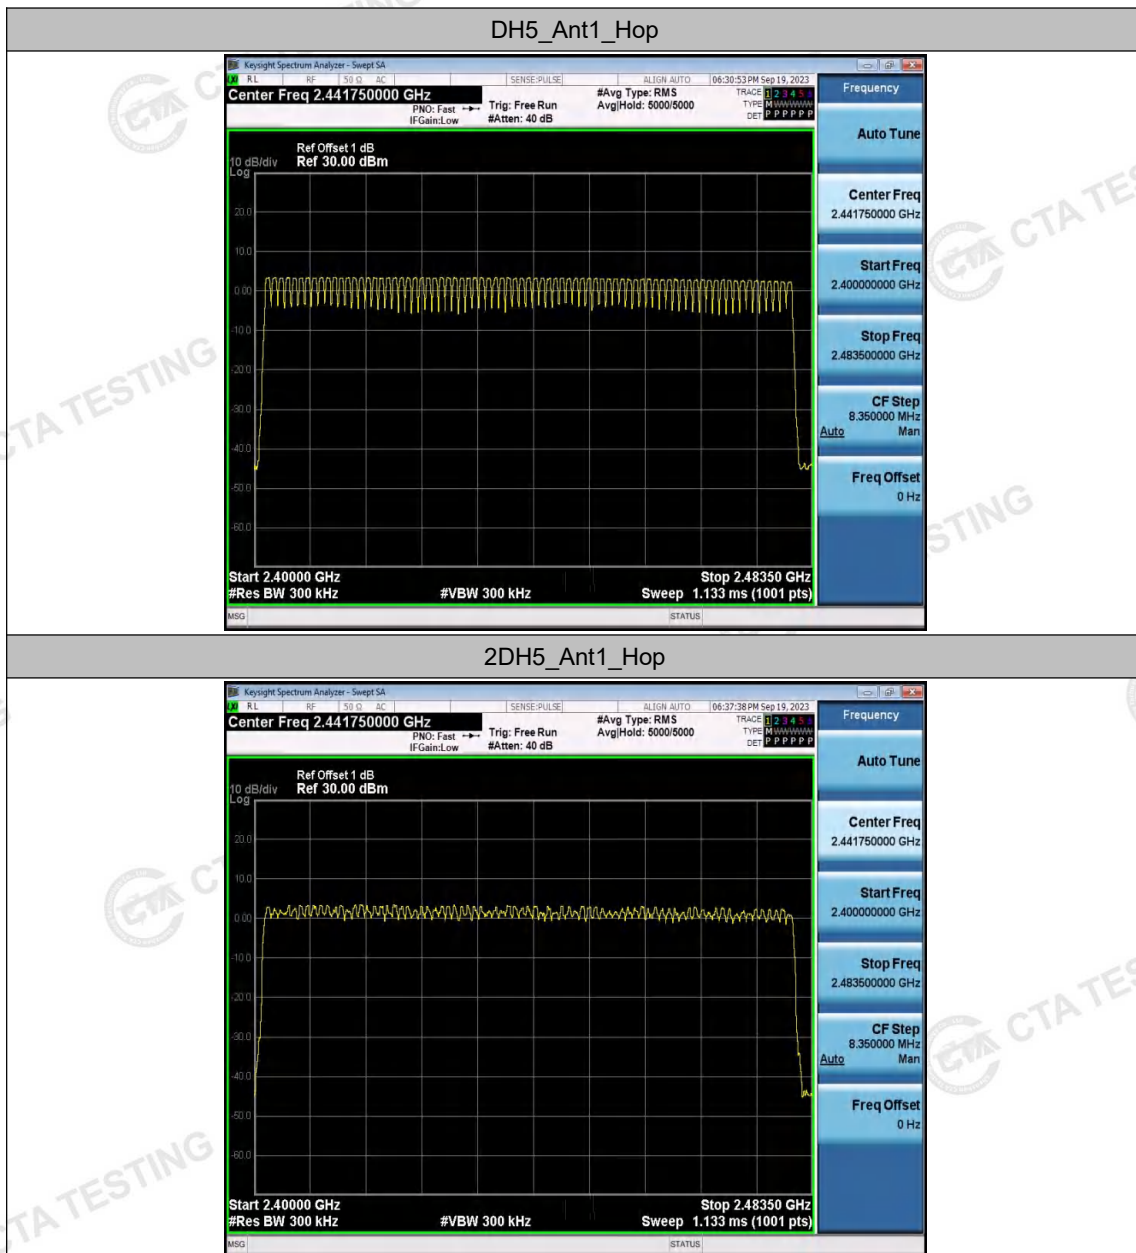 DH5_Ant1_Hop
Keysight Spectrum Analyzer - Swept SA
RL RF 50 Ω AC SENSE:PULSE ALIGN AUTO 06:30:53 PM Sep 19, 2023
Center Freq 2.441750000 GHz
PNO: Fast
IFGain:Low
Trig: Free Run
#Atten: 40 dB
#Avg Type: RMS
Avg|Hold: 5000/5000
TRACE 1 2 3 4 5 6
TYPE M WWWWW
DET P P P P P P
Frequency
Auto Tune
Center Freq
2.441750000 GHz
Start Freq
2.400000000 GHz
Stop Freq
2.483500000 GHz
CF Step
8.350000 MHz
Auto Man
Freq Offset
0 Hz
Ref Offset 1 dB
10 dB/div Ref 30.00 dBm
Log
20.0
10.0
0.00
-10.0
-20.0
-30.0
-40.0
-50.0
-60.0
Start 2.40000 GHz Stop 2.48350 GHz
#Res BW 300 kHz #VBW 300 kHz Sweep 1.133 ms (1001 pts)
MSG STATUS
2DH5_Ant1_Hop
Keysight Spectrum Analyzer - Swept SA
RL RF 50 Ω AC SENSE:PULSE ALIGN AUTO 06:37:38 PM Sep 19, 2023
Center Freq 2.441750000 GHz
PNO: Fast
IFGain:Low
Trig: Free Run
#Atten: 40 dB
#Avg Type: RMS
Avg|Hold: 5000/5000
TRACE 1 2 3 4 5 6
TYPE M WWWWW
DET P P P P P P
Frequency
Auto Tune
Center Freq
2.441750000 GHz
Start Freq
2.400000000 GHz
Stop Freq
2.483500000 GHz
CF Step
8.350000 MHz
Auto Man
Freq Offset
0 Hz
Ref Offset 1 dB
10 dB/div Ref 30.00 dBm
Log
20.0
10.0
0.00
-10.0
-20.0
-30.0
-40.0
-50.0
-60.0
Start 2.40000 GHz Stop 2.48350 GHz
#Res BW 300 kHz #VBW 300 kHz Sweep 1.133 ms (1001 pts)
MSG STATUS
CTA TESTING